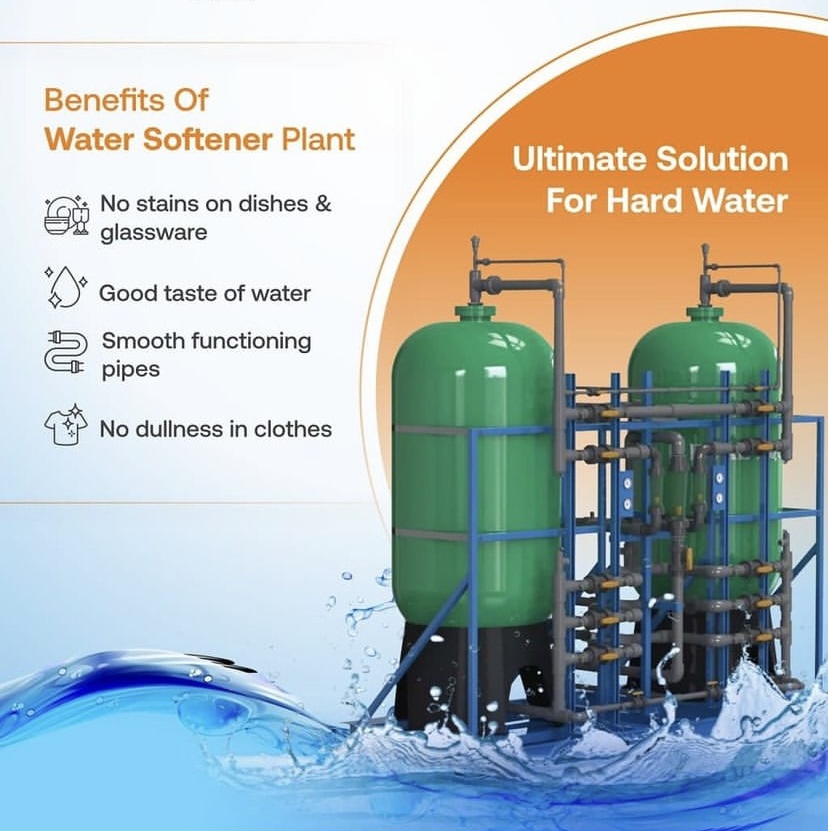 Benefits Of
Water Softener Plant
No stains on dishes &
glassware
Good taste of water
Smooth functioning
pipes
No dullness in clothes
Ultimate Solution
For Hard Water